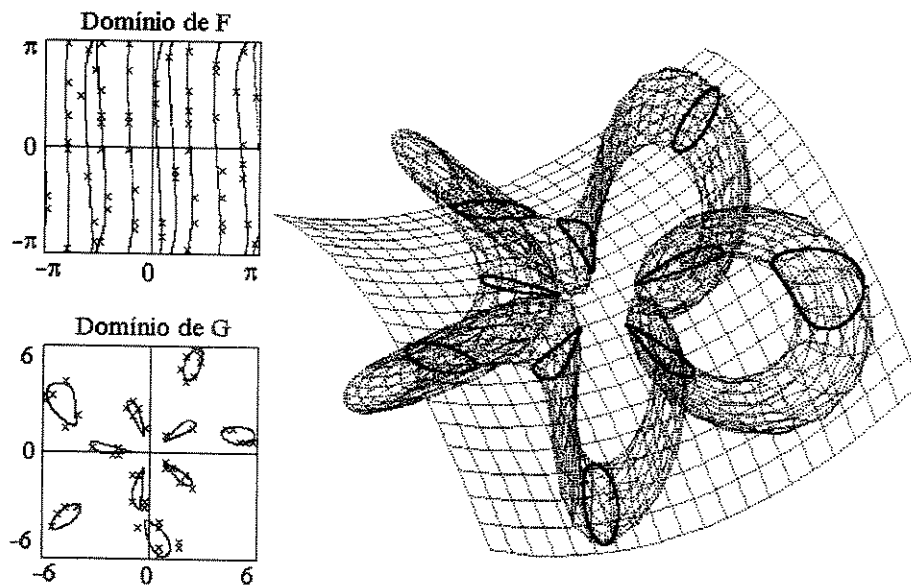 Domínio de F
π
0
-π
-π 0 π
Domínio de G
6
0
-6
-6 0 6